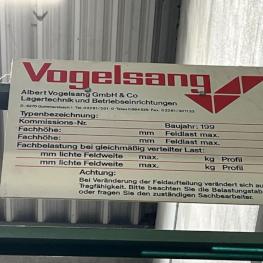 Vogelsang
Albert Vogelsang GmbH & Co
Lagertechnik und Betriebseinrichtungen
Typenbezeichnung:
Kommissions-Nr. Baujahr: 199
Fachhöhe: mm Feldlast max.
Fachhöhe: mm Feldlast max.
Fachbelastung bei gleichmäßig verteilter Last:
mm lichte Feldweite max. kg Profil
mm lichte Feldweite max. kg Profil
Achtung:
Bei Veränderung der Feldaufteilung verändert sich au
Tragfähigkeit. Bitte beachten Sie die Belastungstab
oder fragen Sie den zuständigen Sachbearbeiter.